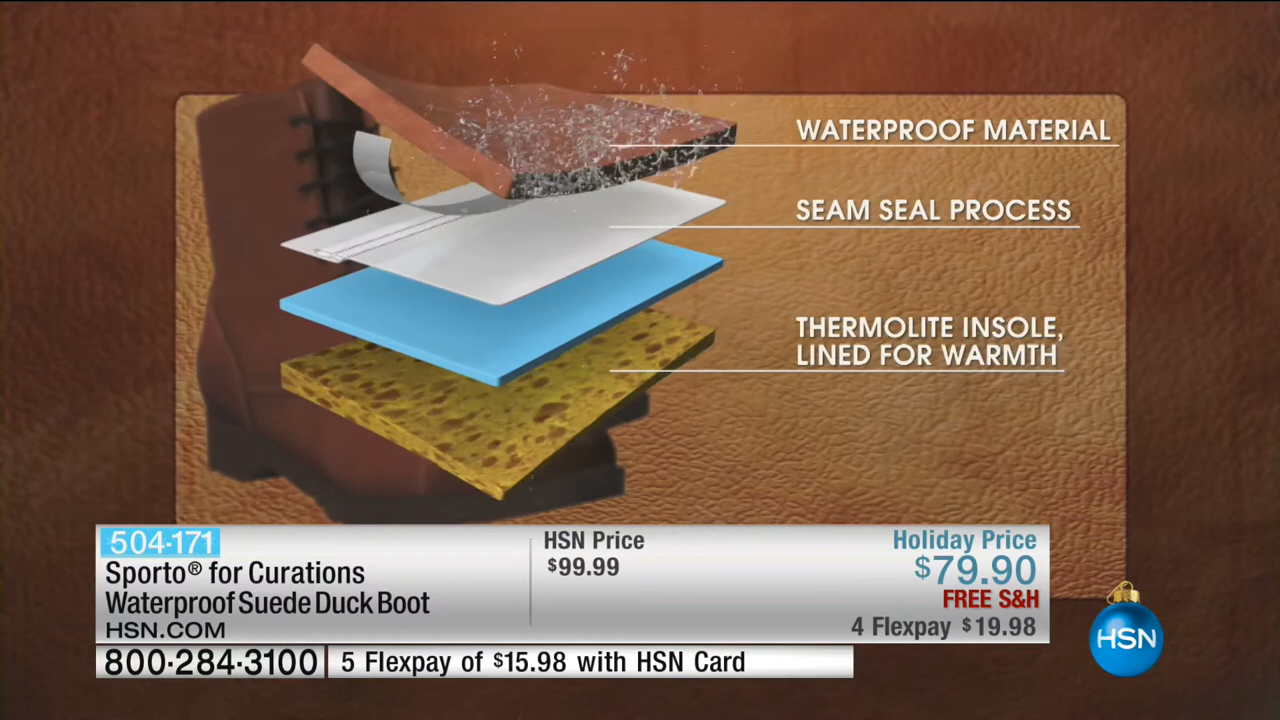 WATERPROOF MATERIAL
SEAM SEAL PROCESS
THERMOLITE INSOLE,
LINED FOR WARMTH
504-171
Sporto® for Curations
Waterproof Suede Duck Boot
HSN.COM
HSN Price
$99.99
Holiday Price
$79.90
FREE S&H
4 Flexpay $19.98
800·284·3100
5 Flexpay of $15.98 with HSN Card
HSN